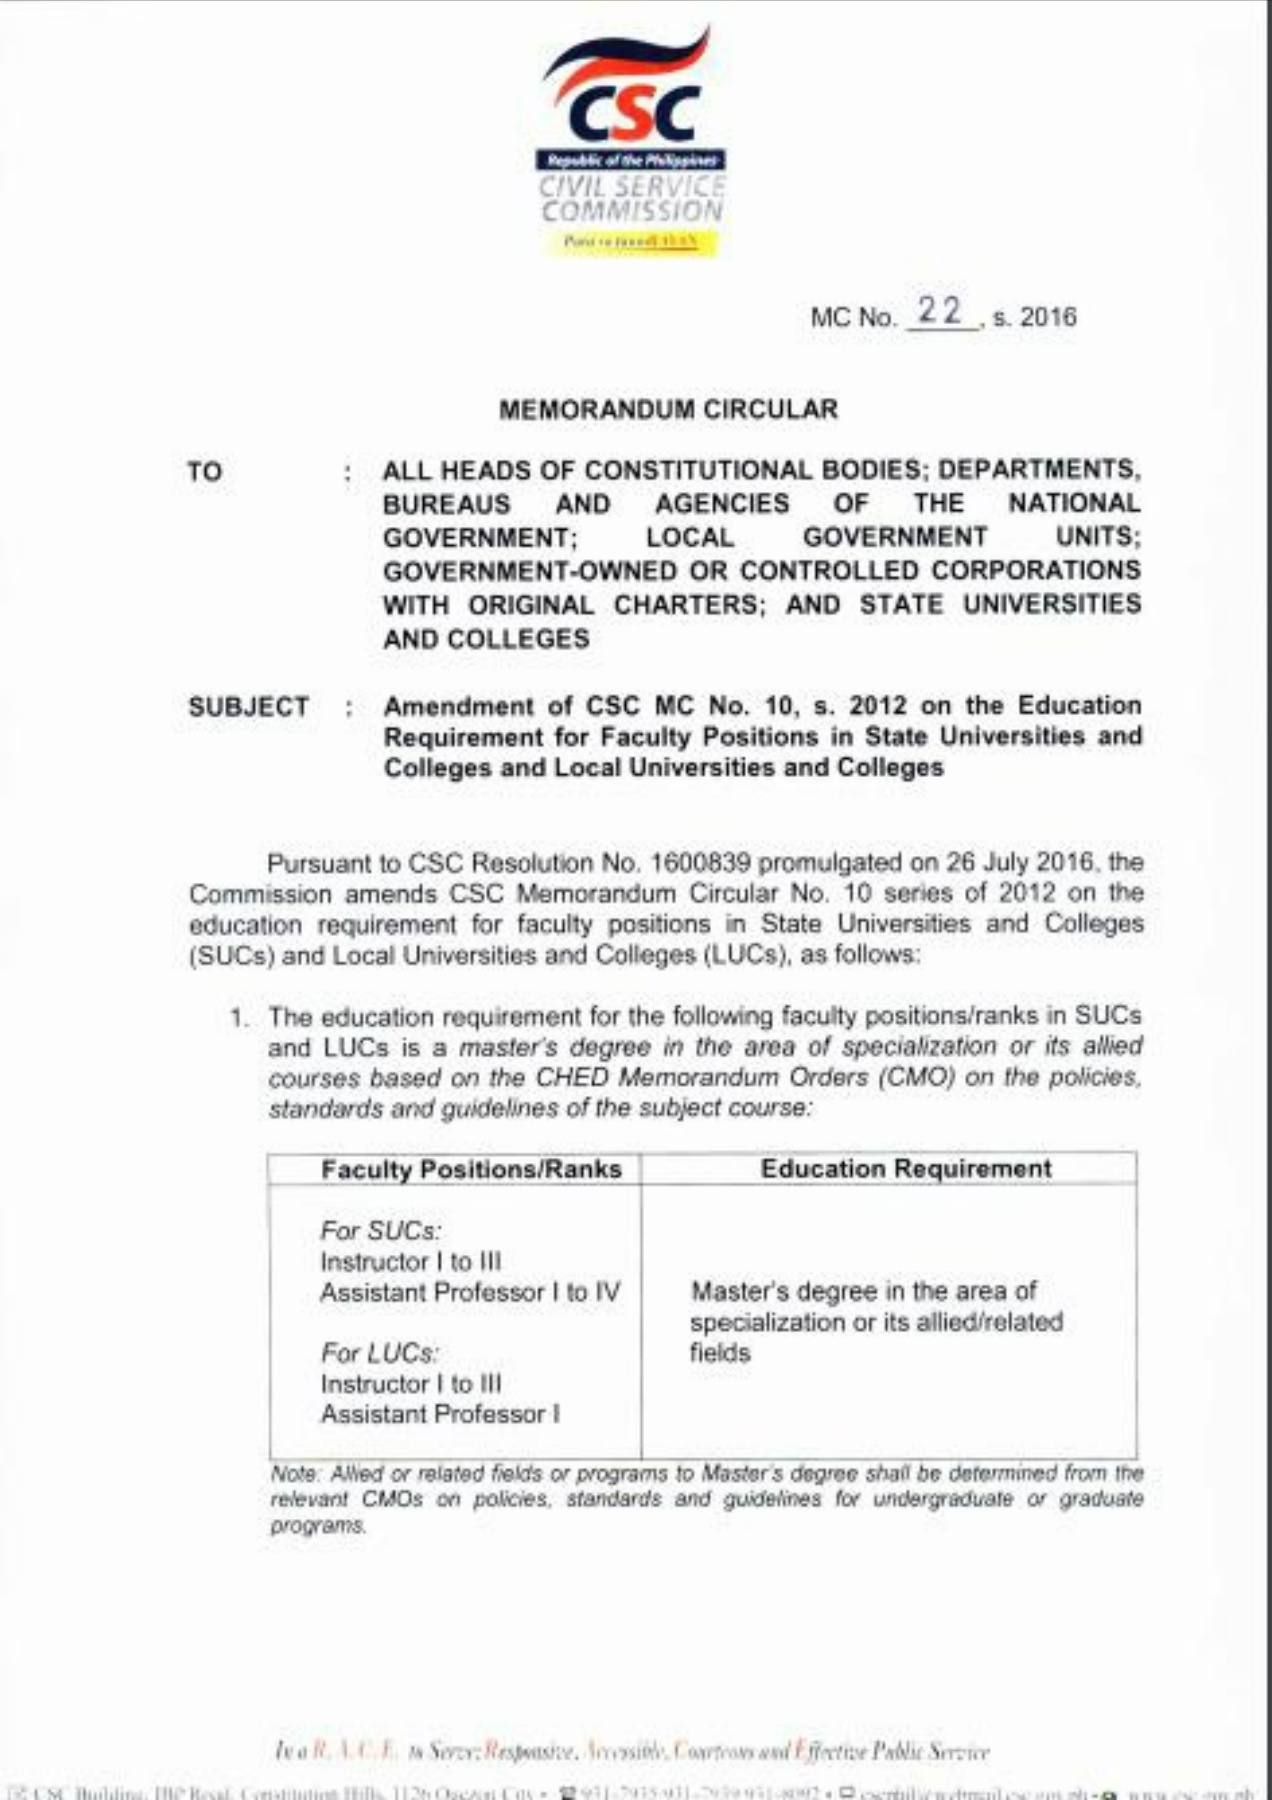 CSC
Republic of the Philippines
CIVIL SERVICE
COMMISSION
MC No. 22, s. 2016
MEMORANDUM CIRCULAR
TO : ALL HEADS OF CONSTITUTIONAL BODIES; DEPARTMENTS,
BUREAUS AND AGENCIES OF THE NATIONAL
GOVERNMENT; LOCAL GOVERNMENT UNITS;
GOVERNMENT-OWNED OR CONTROLLED CORPORATIONS
WITH ORIGINAL CHARTERS; AND STATE UNIVERSITIES
AND COLLEGES
SUBJECT : Amendment of CSC MC No. 10, s. 2012 on the Education
Requirement for Faculty Positions in State Universities and
Colleges and Local Universities and Colleges
Pursuant to CSC Resolution No. 1600839 promulgated on 26 July 2016, the
Commission amends CSC Memorandum Circular No. 10 series of 2012 on the
education requirement for faculty positions in State Universities and Colleges
(SUCs) and Local Universities and Colleges (LUCs), as follows:
1. The education requirement for the following faculty positions/ranks in SUCs
and LUCs is a master's degree in the area of specialization or its allied
courses based on the CHED Memorandum Orders (CMO) on the policies,
standards and guidelines of the subject course:
Faculty Positions/Ranks
Education Requirement
For SUCs:
Instructor I to III
Assistant Professor I to IV
For LUCs:
Instructor I to III
Assistant Professor I
Master's degree in the area of
specialization or its allied/related
fields
Note: Allied or related fields or programs to Master's degree shall be determined from the
relevant CMOs on policies, standards and guidelines for undergraduate or graduate
programs.
In a R. A. C. E. to Serve: Responsive, Accessible, Courteous and Effective Public Service
CSC Building, IBP Road, Constitution Hills, 1126 Quezon City